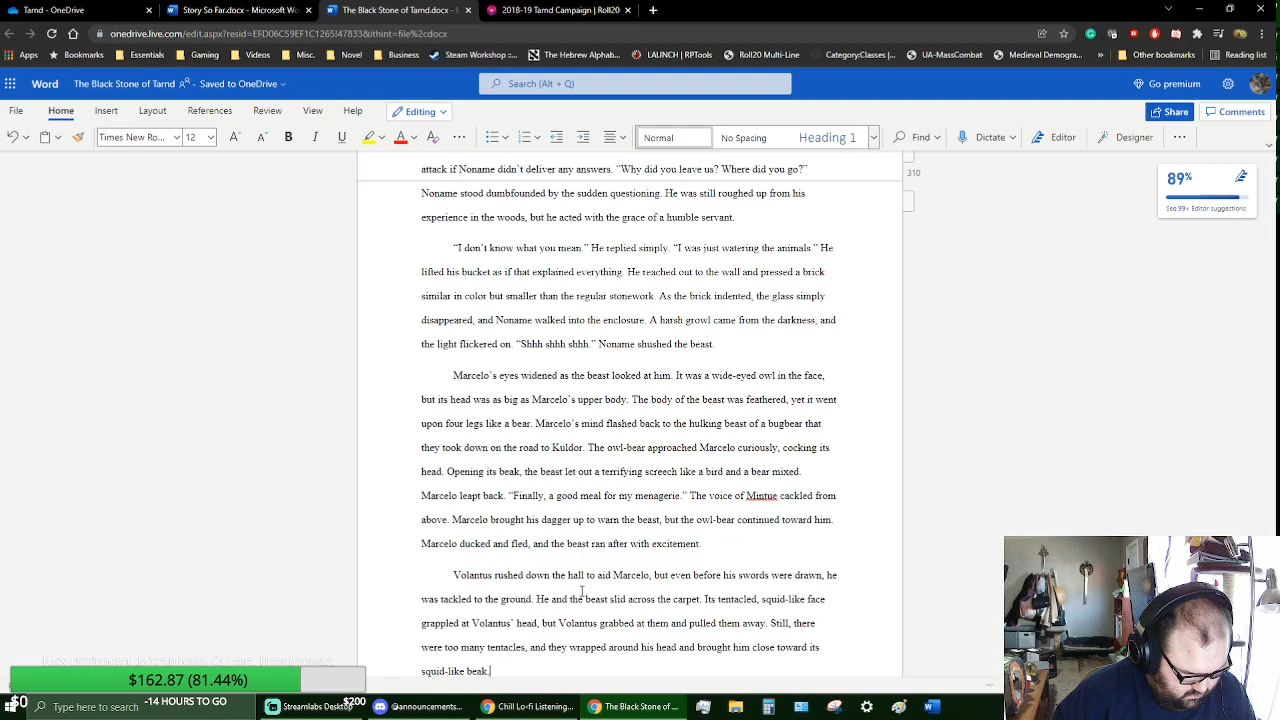 Tarnd - OneDrive
Story So Far.docx - Microsoft Wo
The Black Stone of Tarnd.docx -
2018-19 Tarnd Campaign | Roll20
onedrive.live.com/edit.aspx?resid=EFD06C59EF1C1265!47833&ithint=file%2cdocx
Apps Bookmarks Essentials Gaming Videos Misc. Novel Business Steam Workshop :... The Hebrew Alphab... LAUNCH | RPTools Roll20 Multi-Line Category:Classes |... UA-MassCombat Medieval Demogra... » Other bookmarks Reading list
Word The Black Stone of Tarnd - Saved to OneDrive Search (Alt + Q) Go premium
File Home Insert Layout References Review View Help Editing Share Comments
Times New Ro... 12 B I U A Normal No Spacing Heading 1 Find Dictate Editor Designer
attack if Noname didn’t deliver any answers. “Why did you leave us? Where did you go?”
310
89%
See 99+ Editor suggestions
Noname stood dumbfounded by the sudden questioning. He was still roughed up from his
experience in the woods, but he acted with the grace of a humble servant.
“I don’t know what you mean.” He replied simply. “I was just watering the animals.” He
lifted his bucket as if that explained everything. He reached out to the wall and pressed a brick
similar in color but smaller than the regular stonework. As the brick indented, the glass simply
disappeared, and Noname walked into the enclosure. A harsh growl came from the darkness, and
the light flickered on. “Shhh shhh shhh.” Noname shushed the beast.
Marcelo’s eyes widened as the beast looked at him. It was a wide-eyed owl in the face,
but its head was as big as Marcelo’s upper body. The body of the beast was feathered, yet it went
upon four legs like a bear. Marcelo’s mind flashed back to the hulking beast of a bugbear that
they took down on the road to Kuldor. The owl-bear approached Marcelo curiously, cocking its
head. Opening its beak, the beast let out a terrifying screech like a bird and a bear mixed.
Marcelo leapt back. “Finally, a good meal for my menagerie.” The voice of Mintue cackled from
above. Marcelo brought his dagger up to warn the beast, but the owl-bear continued toward him.
Marcelo ducked and fled, and the beast ran after with excitement.
Volantus rushed down the hall to aid Marcelo, but even before his swords were drawn, he
was tackled to the ground. He and the beast slid across the carpet. Its tentacled, squid-like face
grappled at Volantus’ head, but Volantus grabbed at them and pulled them away. Still, there
were too many tentacles, and they wrapped around his head and brought him close toward its
squid-like beak.
$162.87 (81.44%)
$0 -14 HOURS TO GO $200
Type here to search Streamlabs Desktop @announcements... Chill Lo-fi Listening... The Black Stone of ...